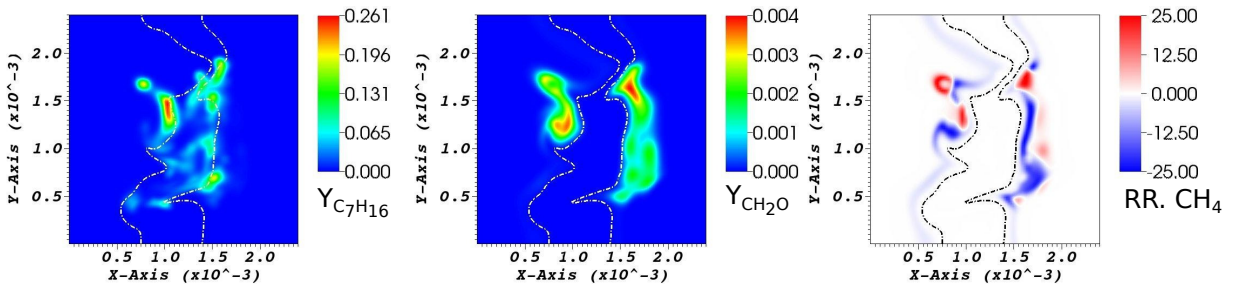 2.0
1.5
1.0
0.5
Y-Axis (x10^-3)
0.5 1.0 1.5 2.0
X-Axis (x10^-3)
0.261
0.196
0.131
0.065
0.000
Y_C7H16
2.0
1.5
1.0
0.5
Y-Axis (x10^-3)
0.5 1.0 1.5 2.0
X-Axis (x10^-3)
0.004
0.003
0.002
0.001
0.000
Y_CH2O
2.0
1.5
1.0
0.5
Y-Axis (x10^-3)
0.5 1.0 1.5 2.0
X-Axis (x10^-3)
25.00
12.50
0.000
-12.50
-25.00
RR. CH4